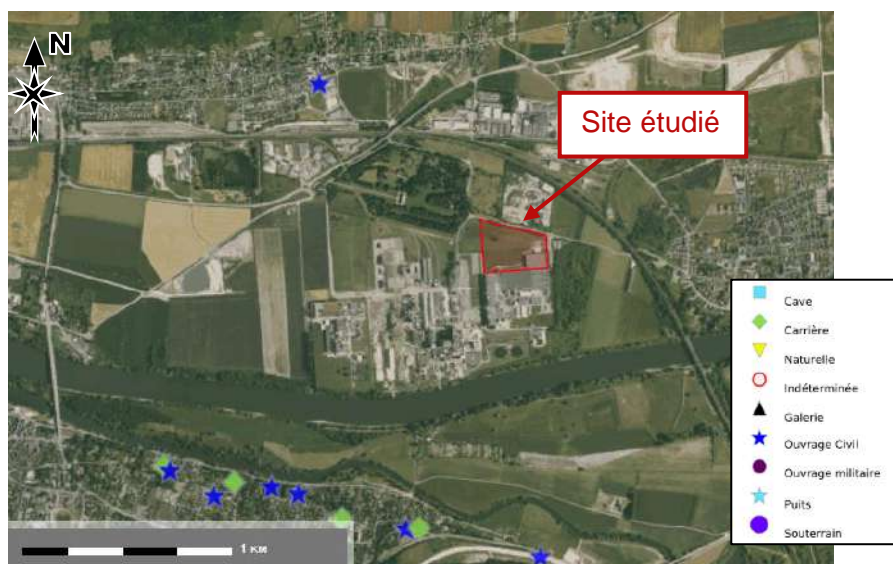 N
Site étudié
Cave
Carrière
Naturelle
Indéterminée
Galerie
Ouvrage Civil
Ouvrage militaire
Puits
Souterrain
1 KM